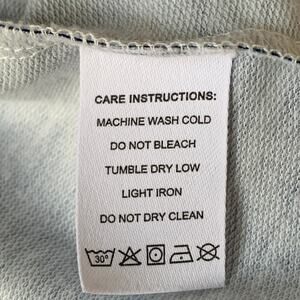 CARE INSTRUCTIONS:
MACHINE WASH COLD
DO NOT BLEACH
TUMBLE DRY LOW
LIGHT IRON
DO NOT DRY CLEAN
30°